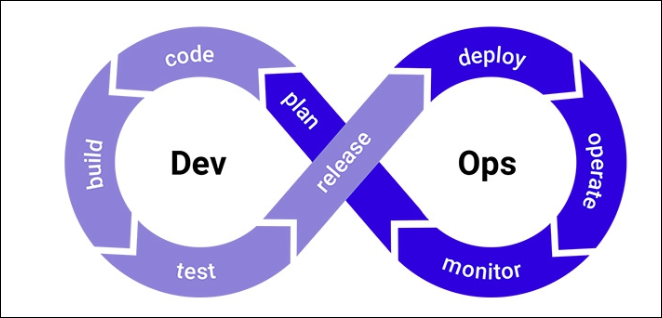 code
deploy
plan
build
Dev
release
Ops
operate
test
monitor